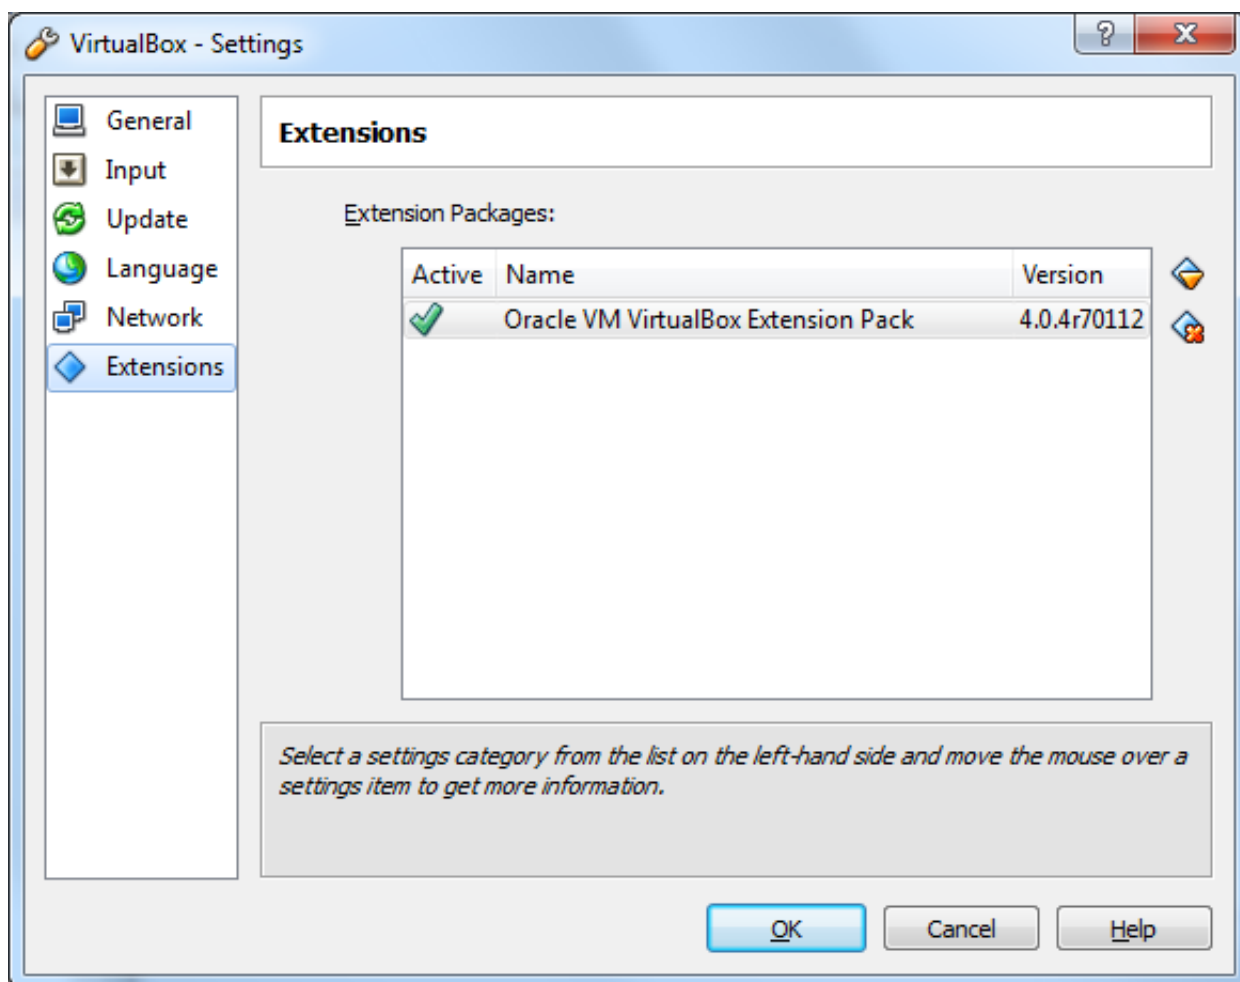 VirtualBox - Settings
General
Input
Update
Language
Network
Extensions
Extensions
Extension Packages:
Active Name Version
Oracle VM VirtualBox Extension Pack 4.0.4r70112
Select a settings category from the list on the left-hand side and move the mouse over a
settings item to get more information.
OK Cancel Help